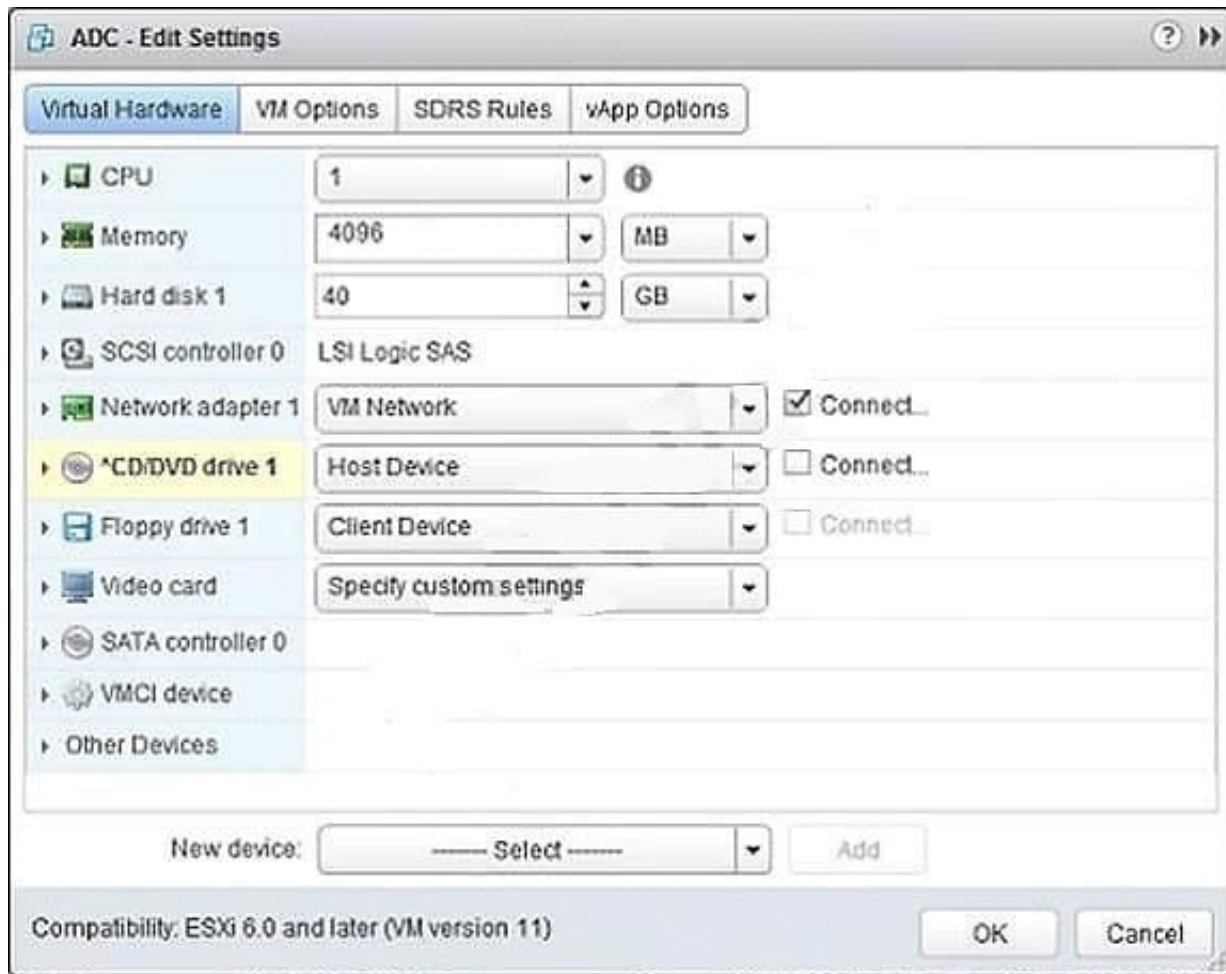 ADC - Edit Settings
Virtual Hardware VM Options SDRS Rules vApp Options
CPU 1
Memory 4096 MB
Hard disk 1 40 GB
SCSI controller 0 LSI Logic SAS
Network adapter 1 VM Network Connect...
*CD/DVD drive 1 Host Device Connect...
Floppy drive 1 Client Device Connect...
Video card Specify custom settings
SATA controller 0
VMCI device
Other Devices
New device: ------- Select ------- Add
Compatibility: ESXi 6.0 and later (VM version 11) OK Cancel